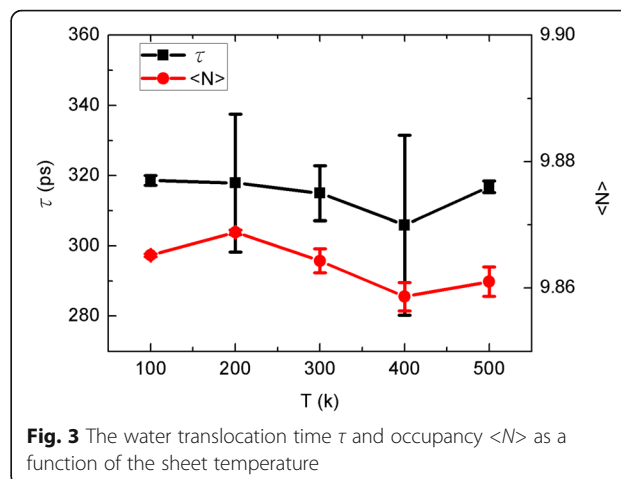 360
340
320
300
280
τ (ps)
τ
<N>
9.90
9.88
9.86
<N>
100 200 300 400 500
T (k)
Fig. 3 The water translocation time τ and occupancy <N> as a
function of the sheet temperature